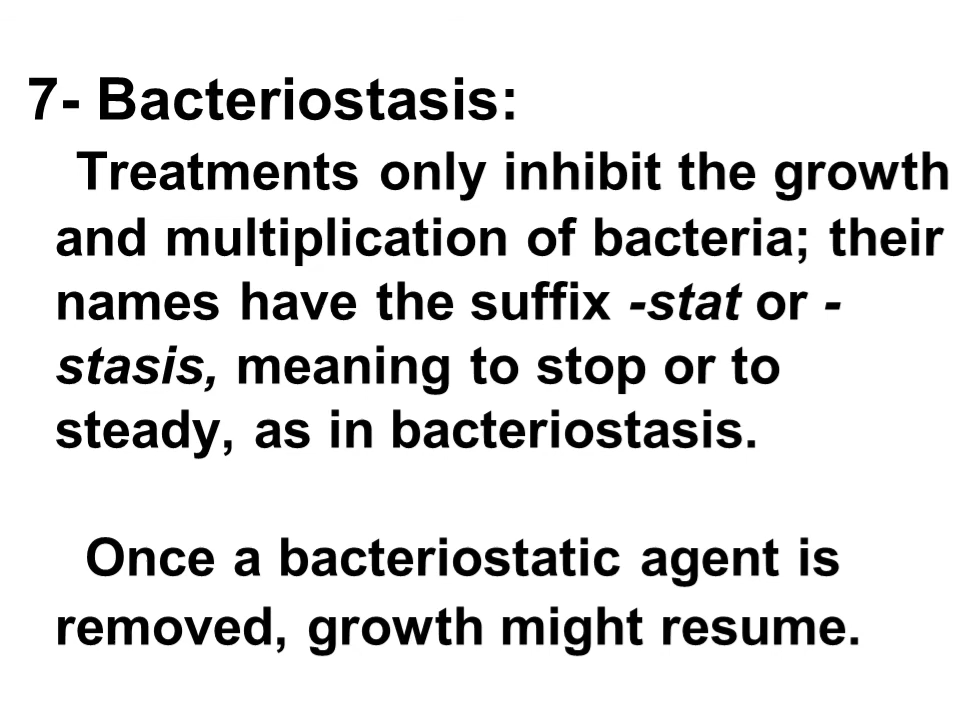 7- Bacteriostasis:
Treatments only inhibit the growth
and multiplication of bacteria; their
names have the suffix -stat or -
stasis, meaning to stop or to
steady, as in bacteriostasis.
Once a bacteriostatic agent is
removed, growth might resume.